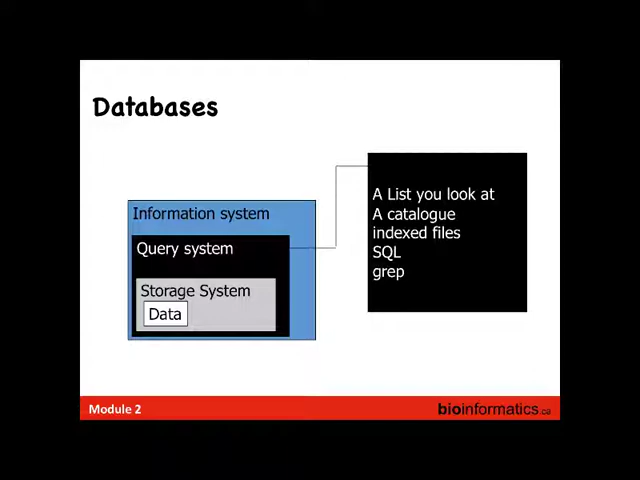 Databases
Information system
Query system
Storage System
Data
A List you look at
A catalogue
indexed files
SQL
grep
Module 2
bioinformatics.ca